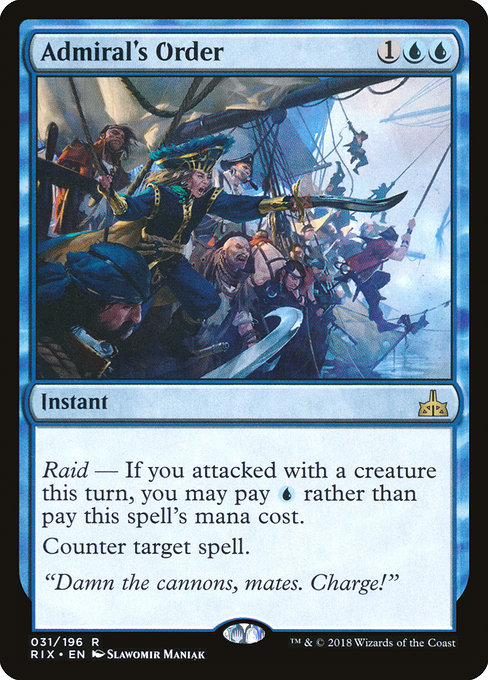 Admiral's Order 1
Instant
Raid — If you attacked with a creature
this turn, you may pay rather than
pay this spell's mana cost.
Counter target spell.
"Damn the cannons, mates. Charge!"
031/196 R
RIX • EN Slawomir Maniak
™ & © 2018 Wizards of the Coast